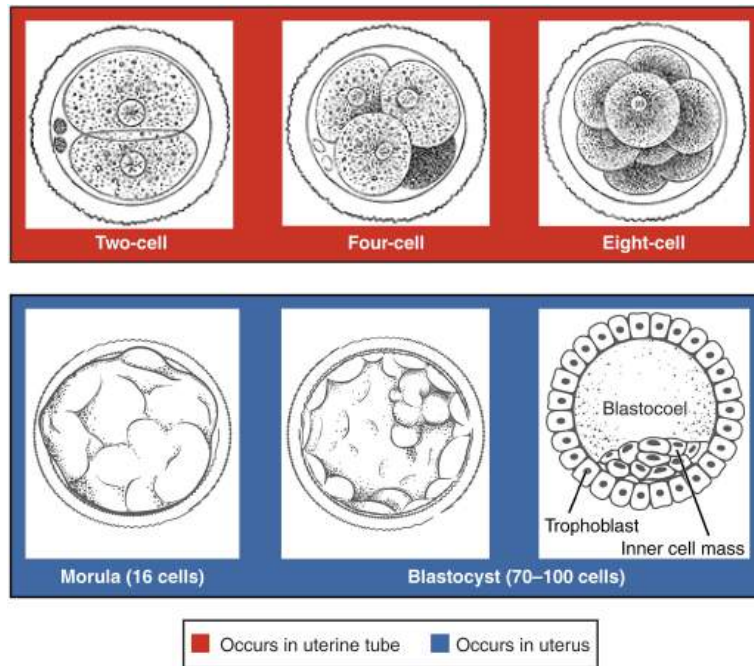 Two-cell
Four-cell
Eight-cell
Blastocoel
Trophoblast
Inner cell mass
Morula (16 cells)
Blastocyst (70–100 cells)
Occurs in uterine tube
Occurs in uterus